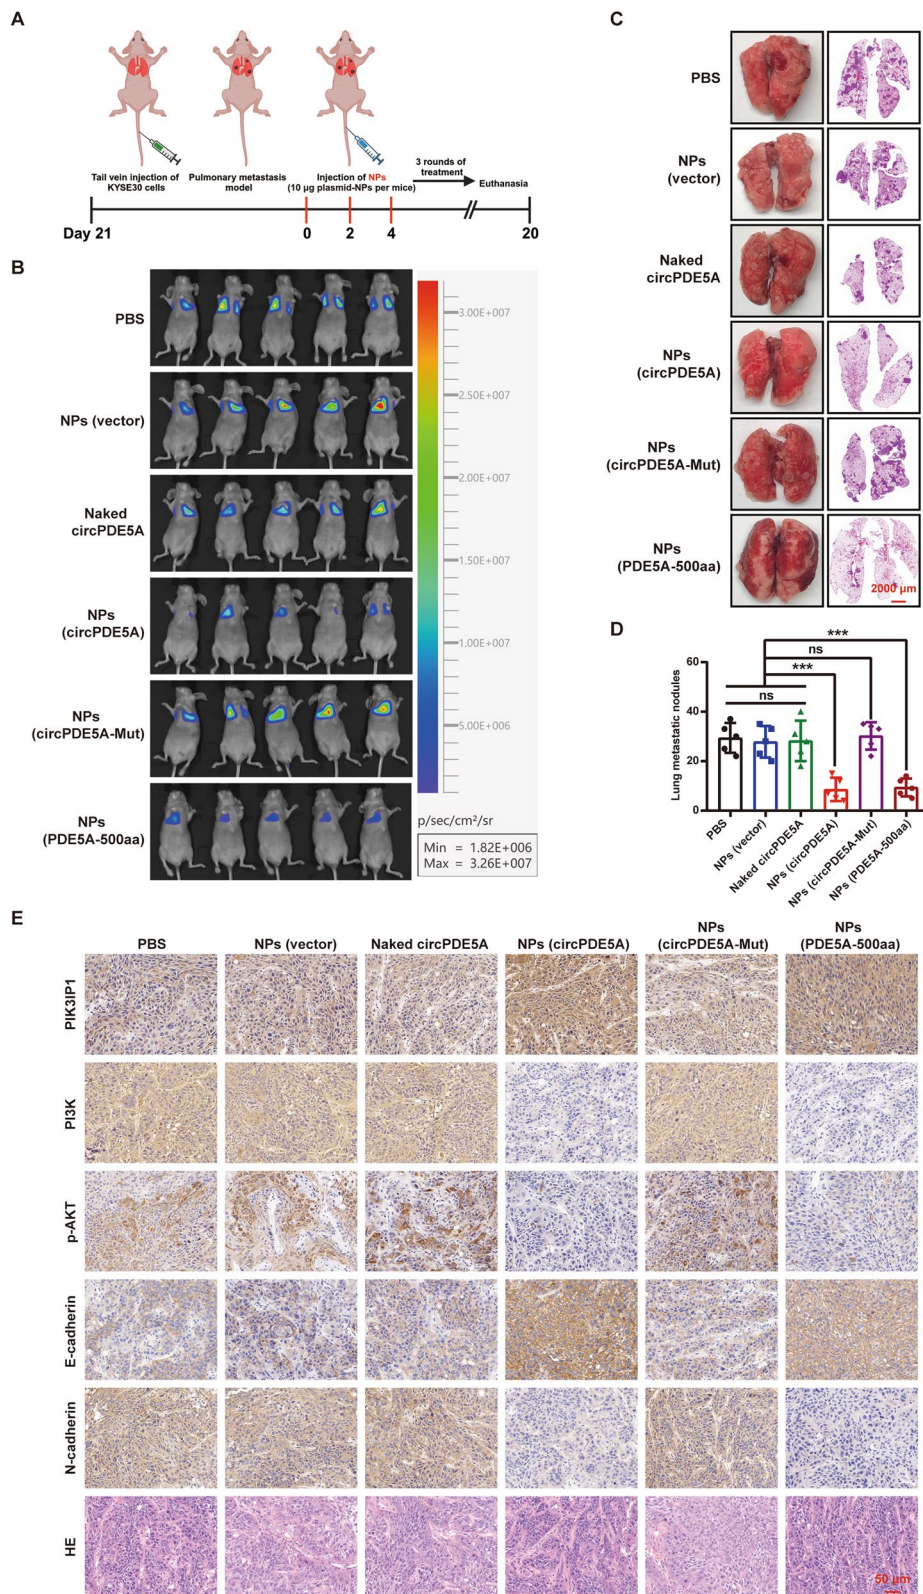 A
Tail vein injection of
KYSE30 cells
Pulmonary metastasis
model
Injection of NPs
(10 μg plasmid-NPs per mice)
3 rounds of
treatment
Euthanasia
Day 21
0
2
4
20
B
PBS
NPs (vector)
Naked
circPDE5A
NPs
(circPDE5A)
NPs
(circPDE5A-Mut)
NPs
(PDE5A-500aa)
3.00E+007
2.50E+007
2.00E+007
1.50E+007
1.00E+007
5.00E+006
p/sec/cm²/sr
Min = 1.82E+006
Max = 3.26E+007
C
PBS
NPs
(vector)
Naked
circPDE5A
NPs
(circPDE5A)
NPs
(circPDE5A-Mut)
NPs
(PDE5A-500aa)
2000 μm
D
Lung metastatic nodules
60
40
20
0
***
ns
***
ns
PBS
NPs (vector)
Naked circPDE5A
NPs (circPDE5A)
NPs (circPDE5A-Mut)
NPs (PDE5A-500aa)
E
PBS
NPs (vector)
Naked circPDE5A
NPs (circPDE5A)
NPs
(circPDE5A-Mut)
NPs
(PDE5A-500aa)
PIK3IP1
PI3K
p-AKT
E-cadherin
N-cadherin
HE
50 μm